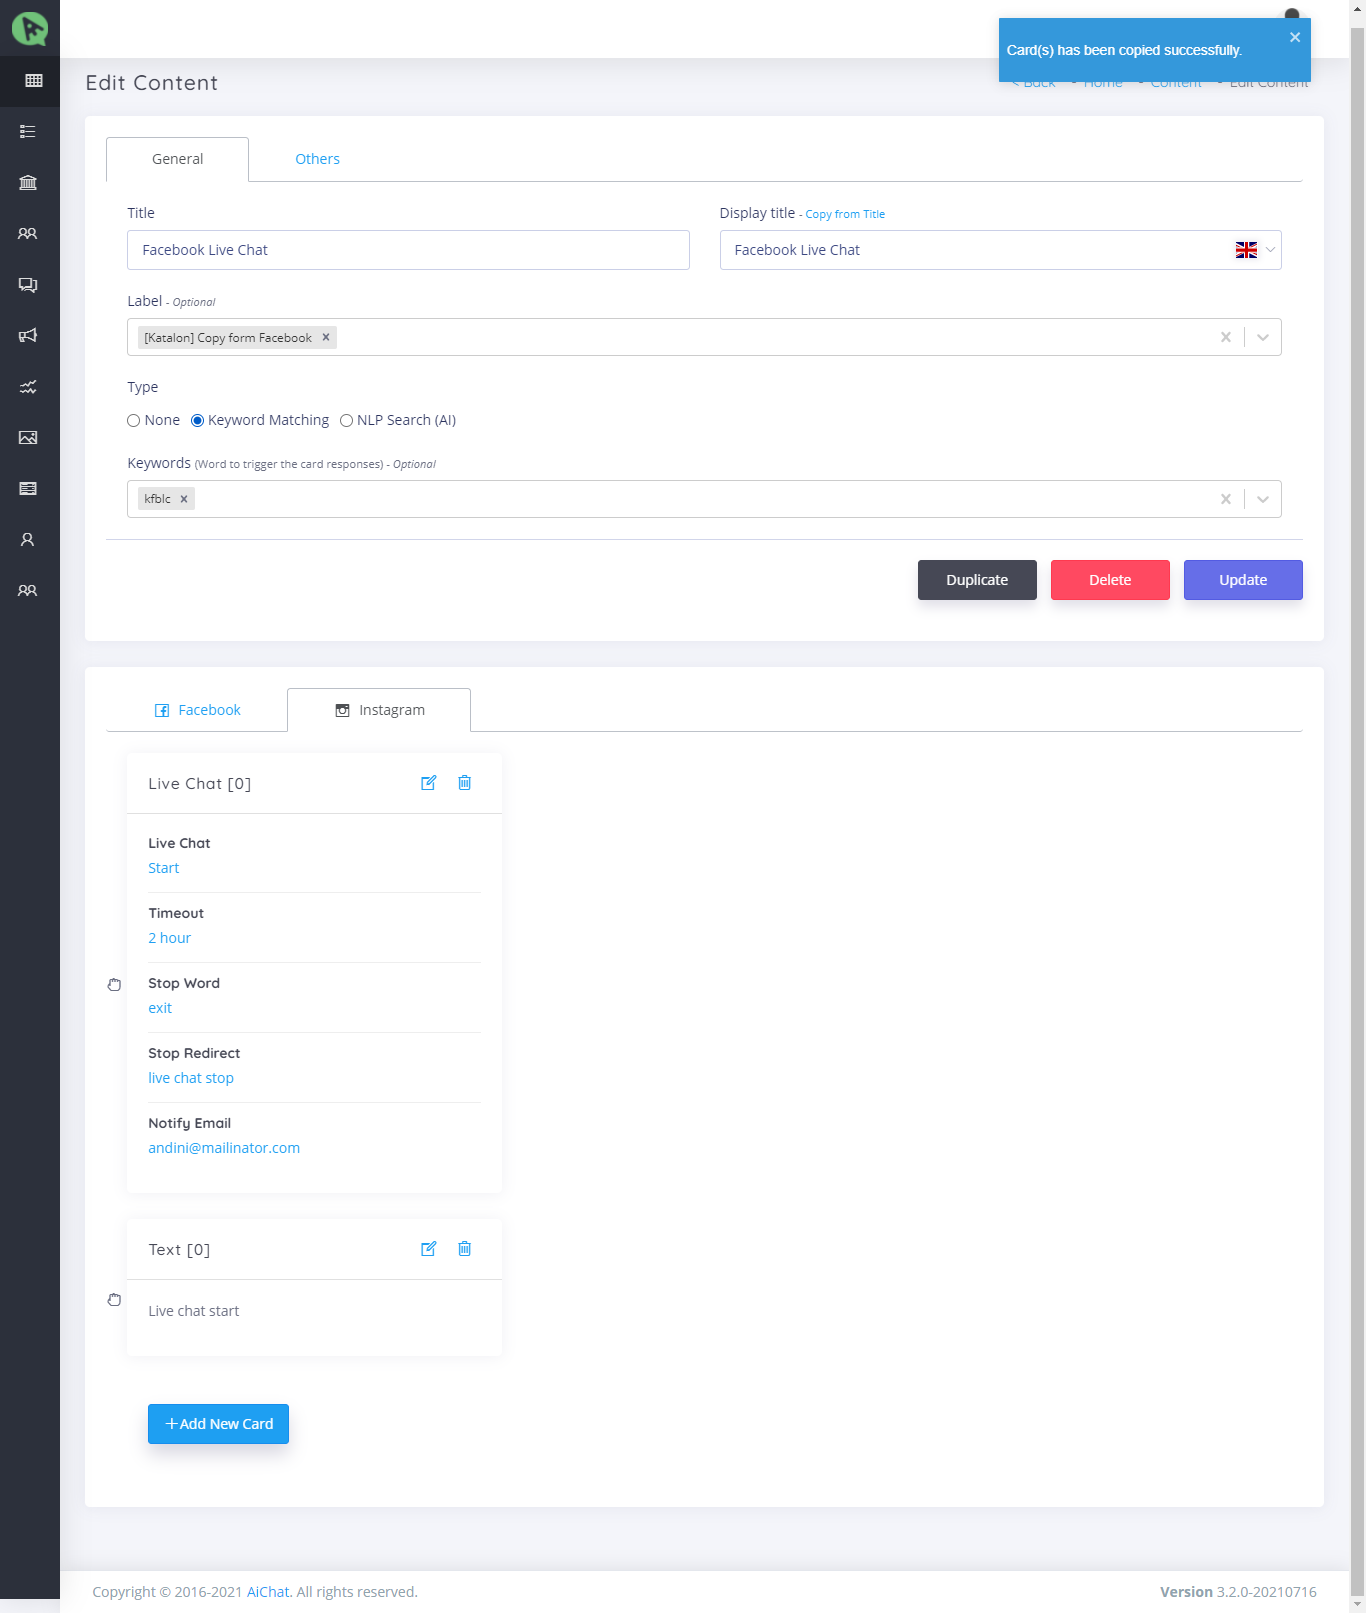 Card(s) has been copied successfully.
×
Edit Content
< Back
Home
Content
Edit Content
General
Others
Title
Display title - Copy from Title
Facebook Live Chat
Facebook Live Chat
Label - Optional
[Katalon] Copy form Facebook ×
Type
None
Keyword Matching
NLP Search (AI)
Keywords (Word to trigger the card responses) - Optional
kfblc ×
Duplicate
Delete
Update
Facebook
Instagram
Live Chat [0]
Live Chat
Start
Timeout
2 hour
Stop Word
exit
Stop Redirect
live chat stop
Notify Email
andini@mailinator.com
Text [0]
Live chat start
+Add New Card
Copyright © 2016-2021 AiChat. All rights reserved.
Version 3.2.0-20210716